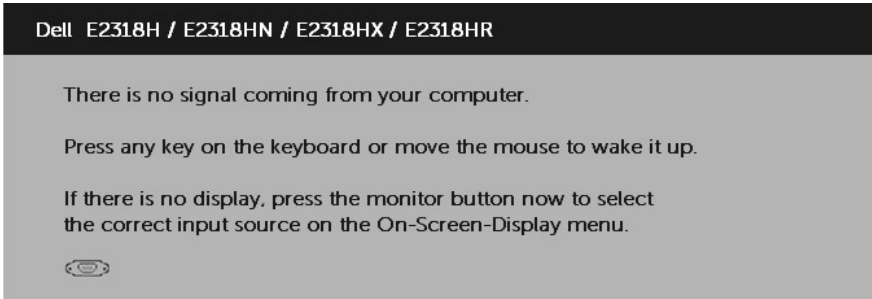 Dell E2318H / E2318HN / E2318HX / E2318HR
There is no signal coming from your computer.
Press any key on the keyboard or move the mouse to wake it up.
If there is no display, press the monitor button now to select
the correct input source on the On-Screen-Display menu.